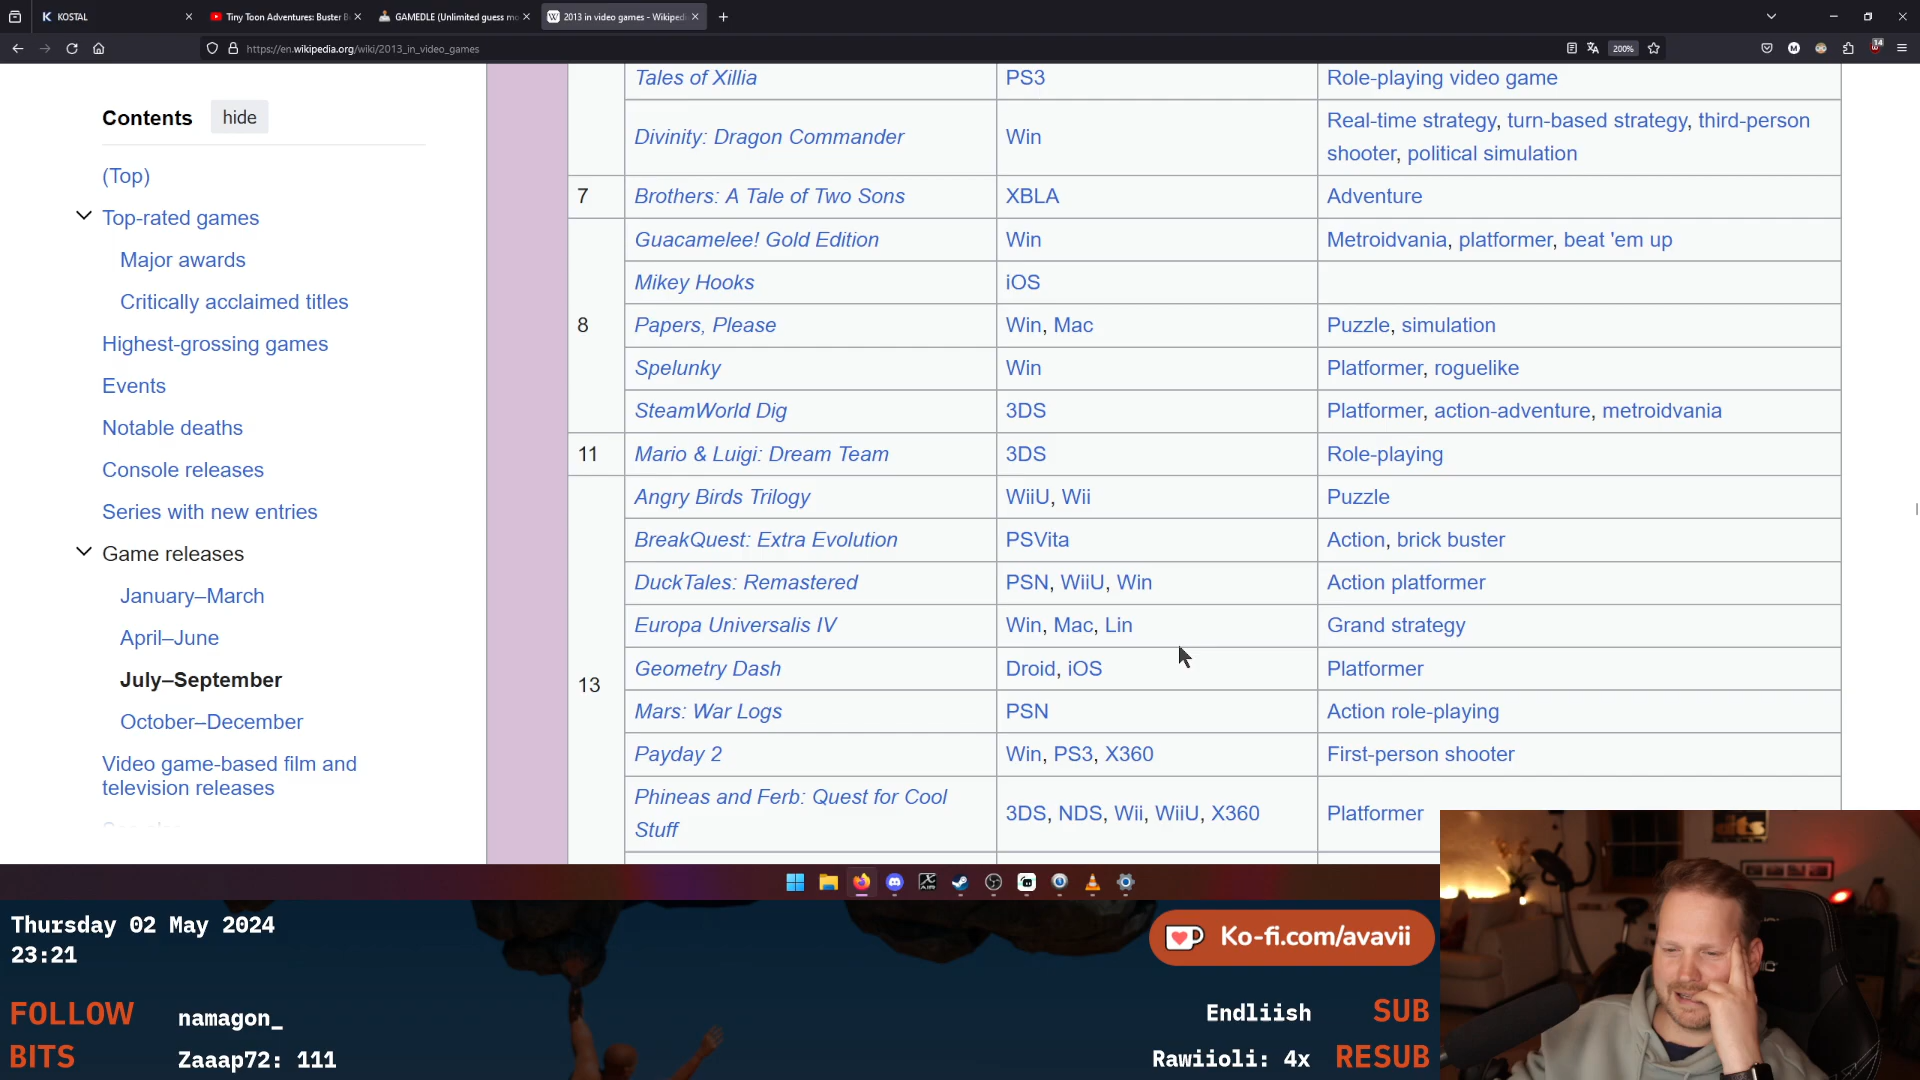 KOSTAL
Tiny Toon Adventures: Buster B
GAMEDLE (Unlimited guess mo
2013 in video games - Wikiped
https://en.wikipedia.org/wiki/2013_in_video_games
200%
14
Contents
hide
(Top)
Top-rated games
Major awards
Critically acclaimed titles
Highest-grossing games
Events
Notable deaths
Console releases
Series with new entries
Game releases
January–March
April–June
July–September
October–December
Video game-based film and
television releases
Tales of Xillia
PS3
Role-playing video game
Divinity: Dragon Commander
Win
Real-time strategy, turn-based strategy, third-person
shooter, political simulation
7
Brothers: A Tale of Two Sons
XBLA
Adventure
8
Guacamelee! Gold Edition
Win
Metroidvania, platformer, beat 'em up
Mikey Hooks
iOS
Papers, Please
Win, Mac
Puzzle, simulation
Spelunky
Win
Platformer, roguelike
SteamWorld Dig
3DS
Platformer, action-adventure, metroidvania
11
Mario & Luigi: Dream Team
3DS
Role-playing
13
Angry Birds Trilogy
WiiU, Wii
Puzzle
BreakQuest: Extra Evolution
PSVita
Action, brick buster
DuckTales: Remastered
PSN, WiiU, Win
Action platformer
Europa Universalis IV
Win, Mac, Lin
Grand strategy
Geometry Dash
Droid, iOS
Platformer
Mars: War Logs
PSN
Action role-playing
Payday 2
Win, PS3, X360
First-person shooter
Phineas and Ferb: Quest for Cool
Stuff
3DS, NDS, Wii, WiiU, X360
Platformer
Thursday 02 May 2024
23:21
Ko-fi.com/avavii
FOLLOW
namagon_
BITS
Zaaap72: 111
Endliish
SUB
Rawiioli: 4x
RESUB